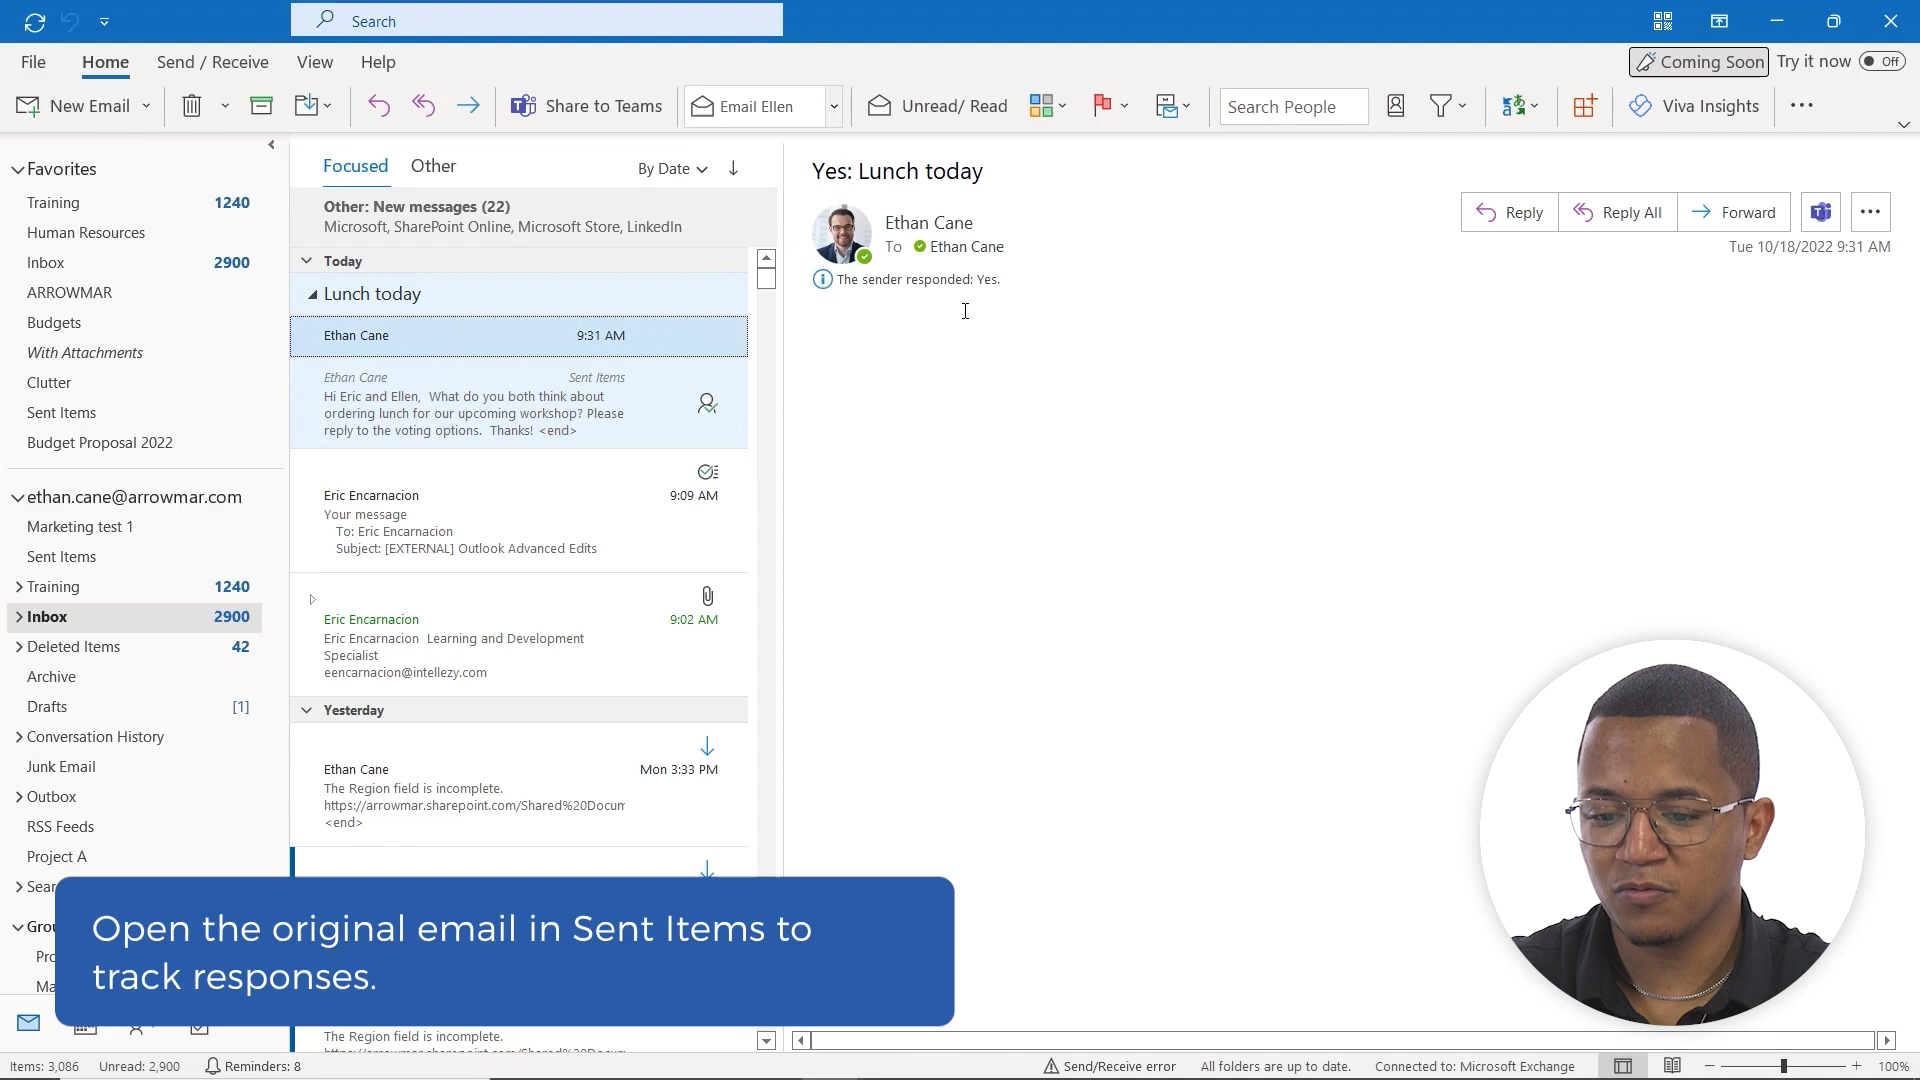 Search
File
Home
Send / Receive
View
Help
Coming Soon
Try it now
Off
New Email
Share to Teams
Email Ellen
Unread/ Read
Search People
Viva Insights
Favorites
Training 1240
Human Resources
Inbox 2900
ARROWMAR
Budgets
With Attachments
Clutter
Sent Items
Budget Proposal 2022
ethan.cane@arrowmar.com
Marketing test 1
Sent Items
Training 1240
Inbox 2900
Deleted Items 42
Archive
Drafts [1]
Conversation History
Junk Email
Outbox
RSS Feeds
Project A
Focused Other By Date
Other: New messages (22)
Microsoft, SharePoint Online, Microsoft Store, LinkedIn
Today
Lunch today
Ethan Cane 9:31 AM
Ethan Cane Sent Items
Hi Eric and Ellen, What do you both think about
ordering lunch for our upcoming workshop? Please
reply to the voting options. Thanks! <end>
Eric Encarnacion 9:09 AM
Your message
To: Eric Encarnacion
Subject: [EXTERNAL] Outlook Advanced Edits
Eric Encarnacion 9:02 AM
Eric Encarnacion Learning and Development
Specialist
eencarnacion@intellezy.com
Yesterday
Ethan Cane Mon 3:33 PM
The Region field is incomplete.
https://arrowmar.sharepoint.com/Shared%20Docum
<end>
The Region field is incomplete.
Yes: Lunch today
Ethan Cane
To Ethan Cane
The sender responded: Yes.
Reply
Reply All
Forward
Tue 10/18/2022 9:31 AM
Open the original email in Sent Items to
track responses.
Items: 3,086 Unread: 2,900 Reminders: 8
Send/Receive error All folders are up to date. Connected to: Microsoft Exchange 100%